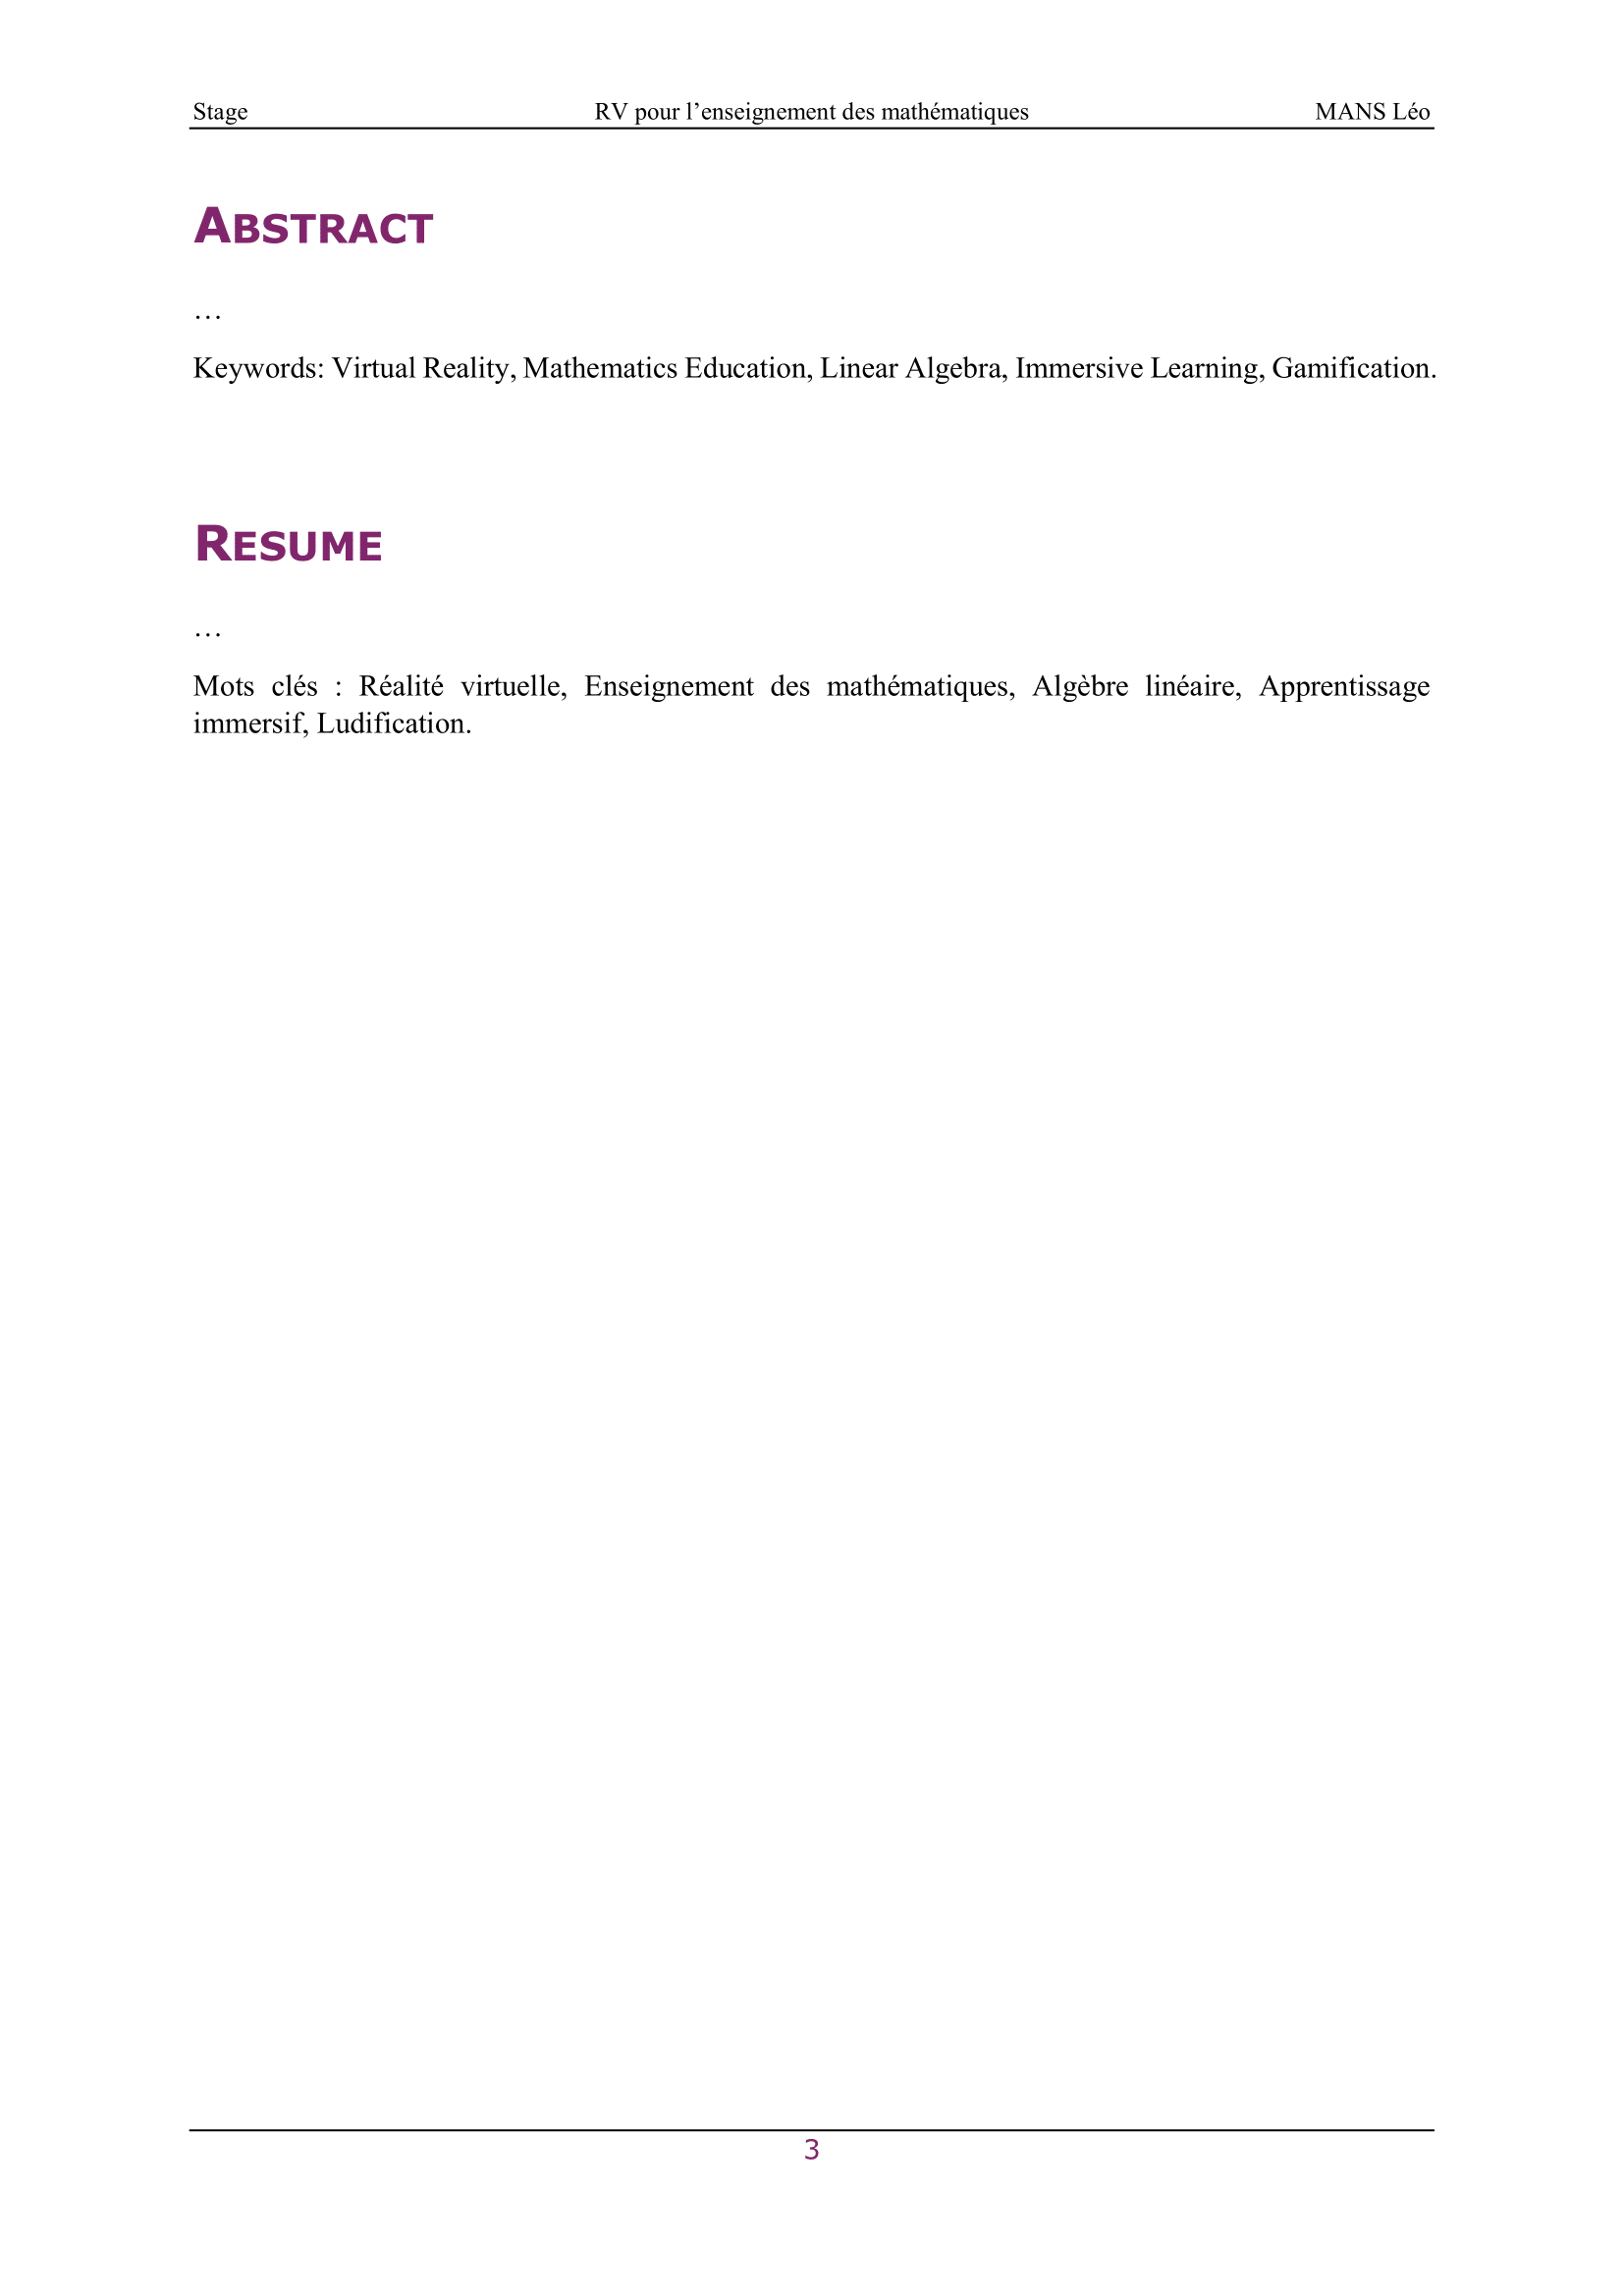 Stage RV pour l’enseignement des mathématiques MANS Léo
ABSTRACT
…
Keywords: Virtual Reality, Mathematics Education, Linear Algebra, Immersive Learning, Gamification.
RESUME
…
Mots clés : Réalité virtuelle, Enseignement des mathématiques, Algèbre linéaire, Apprentissage
immersif, Ludification.
3